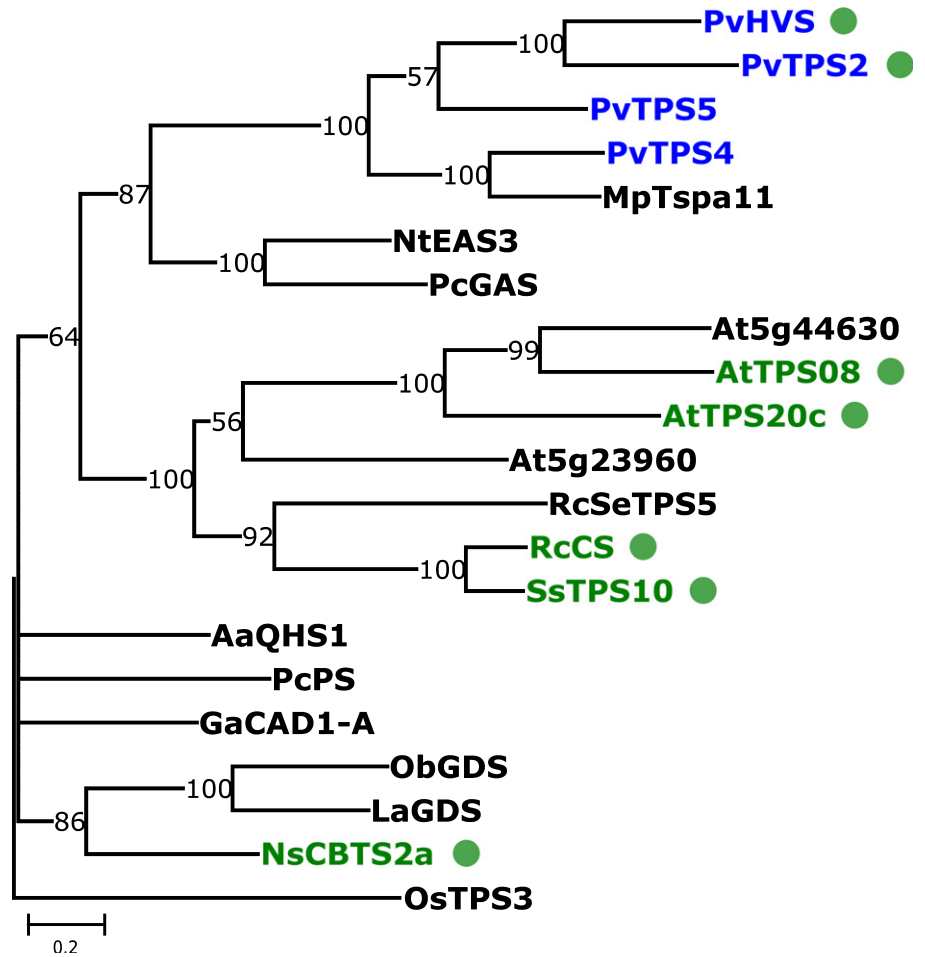 PvHVS
100
PvTPS2
57
PvTPS5
100
PvTPS4
100
MpTspa11
87
NtEAS3
100
PcGAS
At5g44630
64
99
AtTPS08
100
AtTPS20c
56
At5g23960
100
RcSeTPS5
92
RcCS
100
SsTPS10
AaQHS1
PcPS
GaCAD1-A
ObGDS
100
LaGDS
86
NsCBTS2a
OsTPS3
0.2